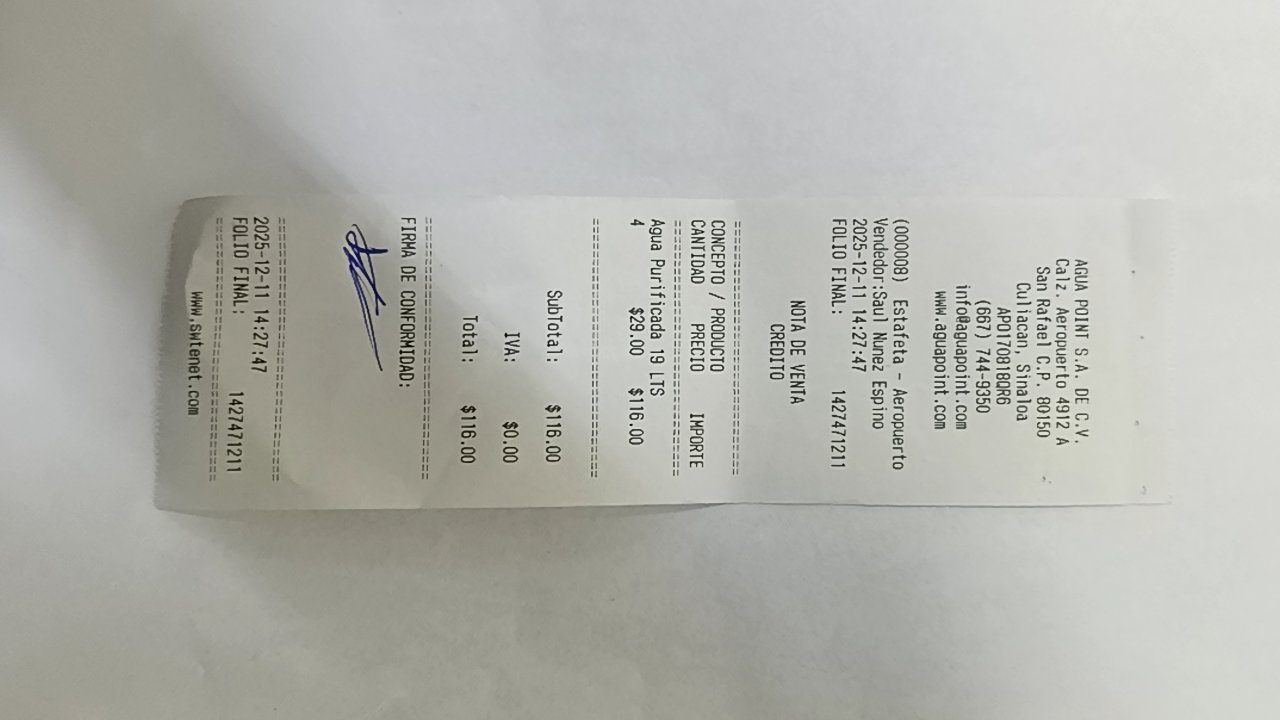 AGUA POINT S.A. DE C.V.
Calz. Aeropuerto 4912 A
San Rafael C.P. 80150
Culiacan, Sinaloa
APO170818QR6
(667) 744-9350
info@aguapoint.com
www.aguapoint.com
(000008) Estafeta - Aeropuerto
Vendedor:Saul Nunez Espino
2025-12-11 14:27:47
FOLIO FINAL: 1427471211
NOTA DE VENTA
CREDITO
==============================
CONCEPTO / PRODUCTO
CANTIDAD PRECIO IMPORTE
==============================
Agua Purificada 19 LTS
4 $29.00 $116.00
==============================
SubTotal: $116.00
IVA: $0.00
Total: $116.00
==============================
FIRMA DE CONFORMIDAD:
==============================
2025-12-11 14:27:47
FOLIO FINAL: 1427471211
==============================
www.swtenet.com